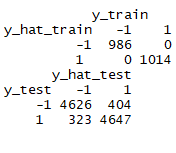 y_train
y_hat_train -1 1
-1 986 0
1 0 1014
y_hat_test
y_test -1 1
-1 4626 404
1 323 4647